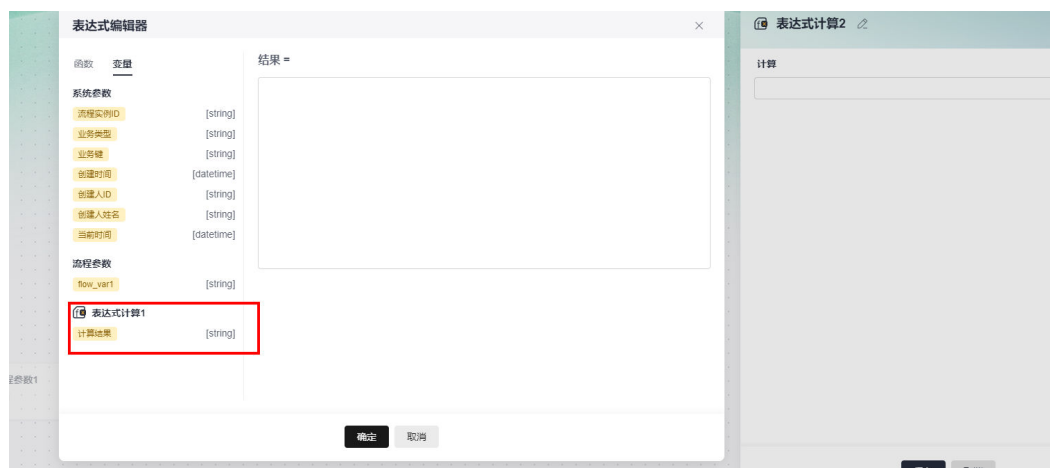 表达式编辑器
函数 变量
系统参数
流程实例ID [string]
业务类型 [string]
业务键 [string]
创建时间 [datetime]
创建人ID [string]
创建人姓名 [string]
当前时间 [datetime]
流程参数
flow_var1 [string]
表达式计算1
计算结果 [string]
结果 =
确定 取消
表达式计算2
计算
程参数1